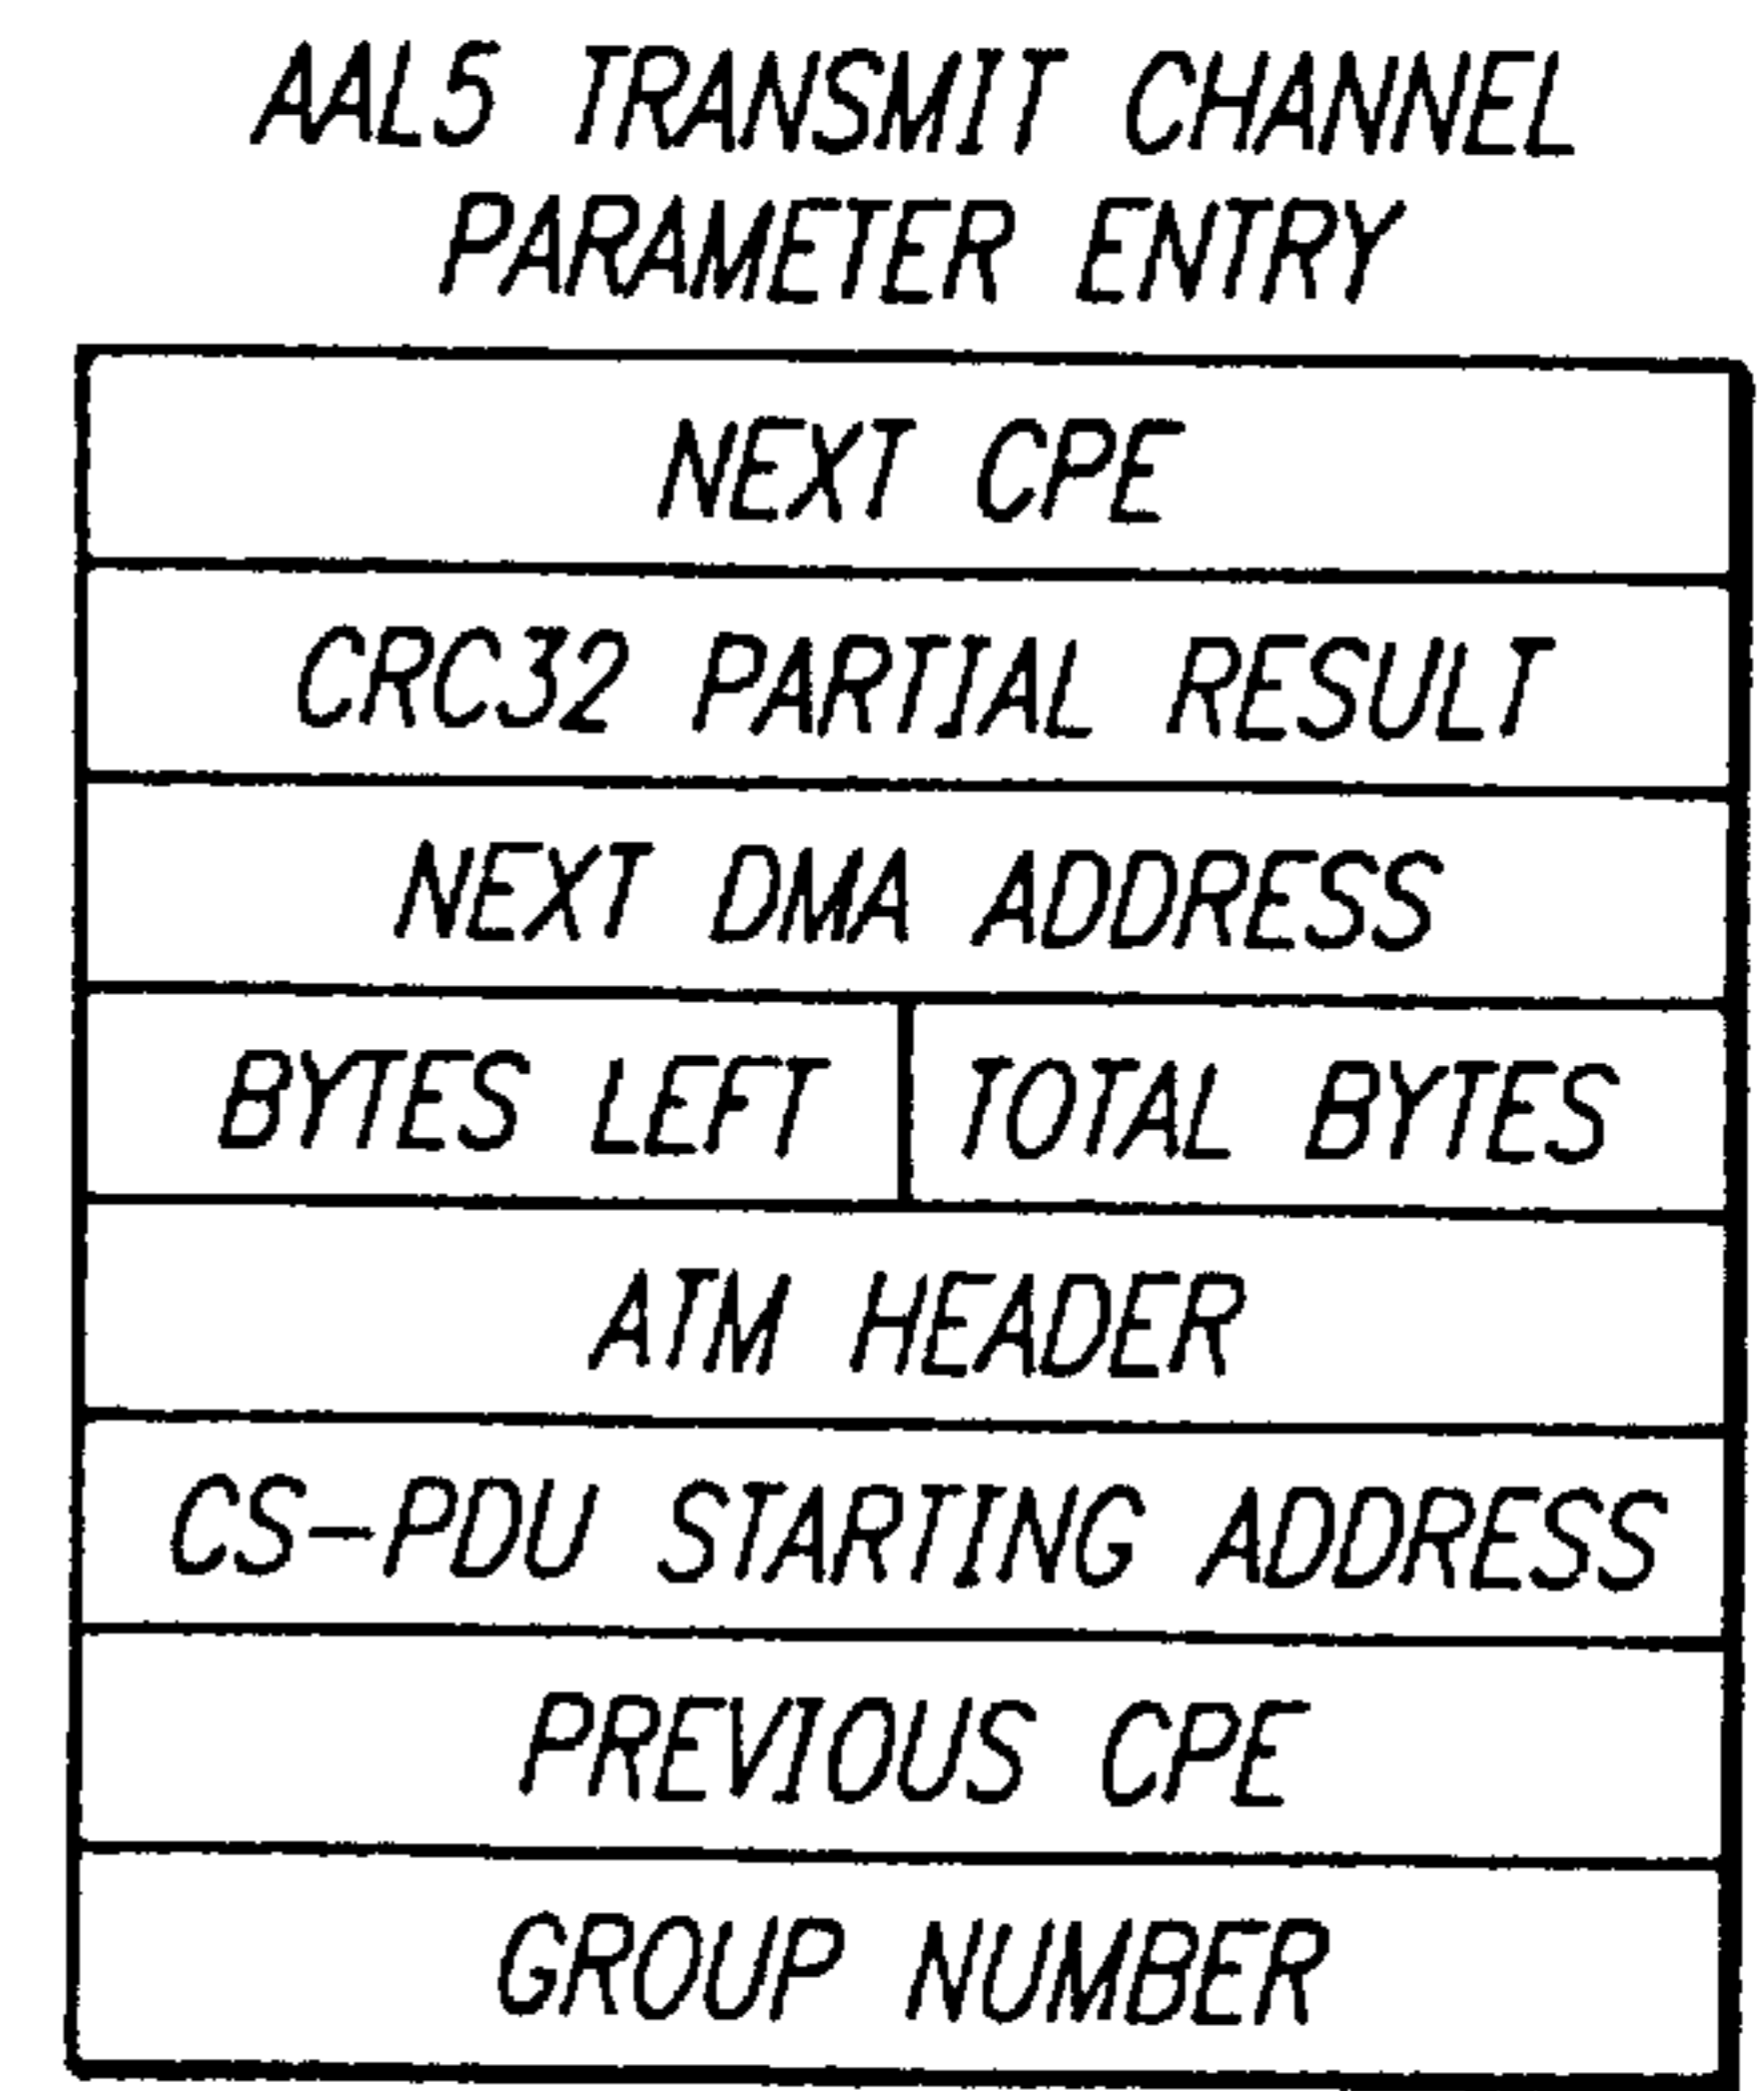 AAL5 TRANSMIT CHANNEL
PARAMETER ENTRY
NEXT CPE
CRC32 PARTIAL RESULT
NEXT DMA ADDRESS
BYTES LEFT TOTAL BYTES
ATM HEADER
CS-PDU STARTING ADDRESS
PREVIOUS CPE
GROUP NUMBER